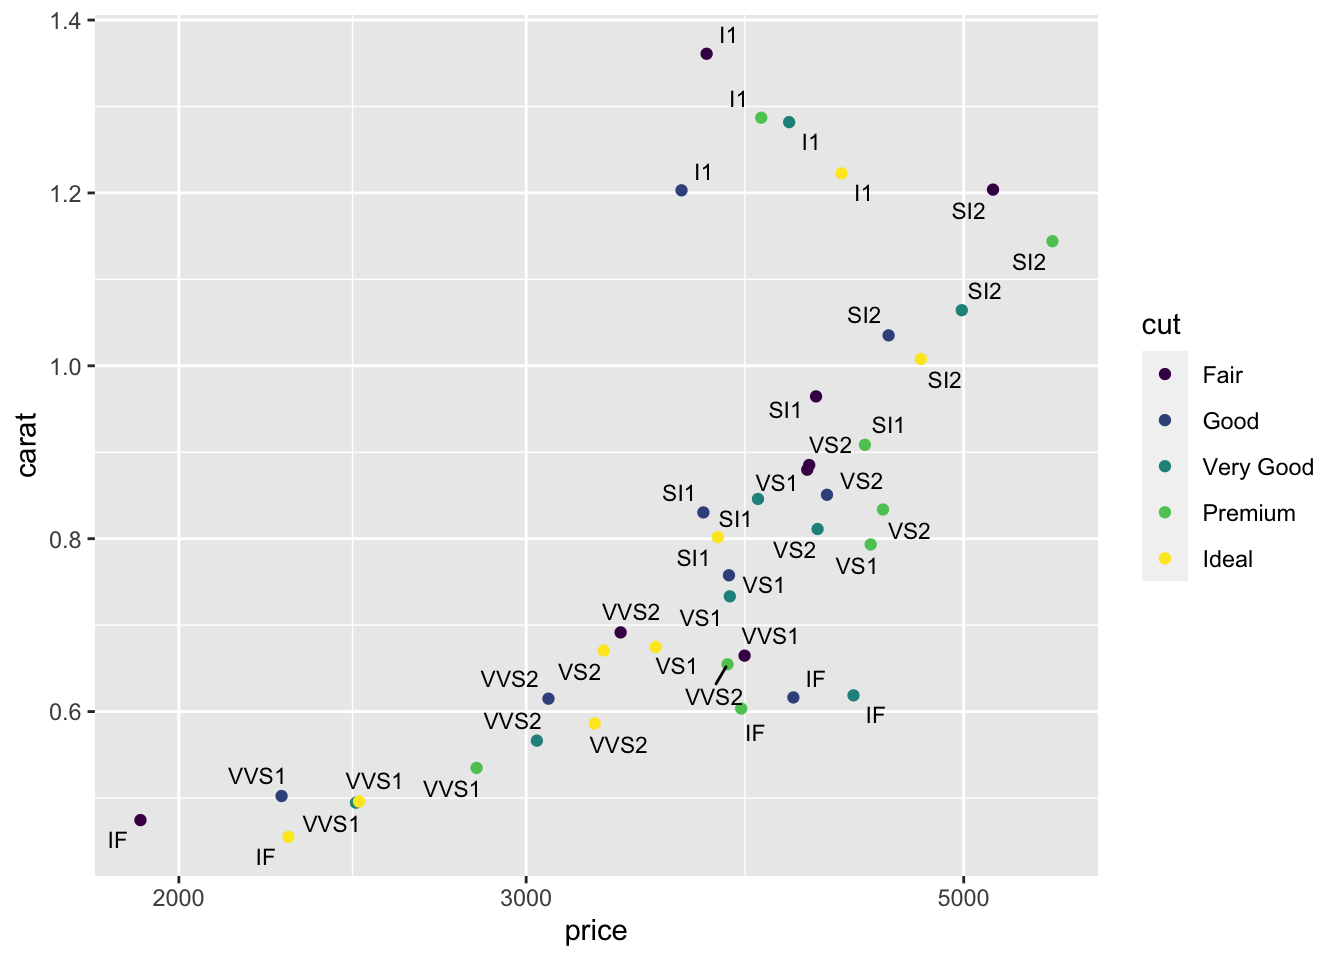 1.4
1.2
1.0
0.8
0.6
carat
I1
I1
I1
I1
I1
SI2
SI2
SI2
SI2
SI2
SI1
SI1
VS2
VS1
VS2
SI1
SI1
VS2
VS2
SI1
VS1
VS1
VVS2
VS1
VVS1
VS1
VS2
VVS2
IF
VVS2
IF
VVS2
IF
VVS2
VVS1
VVS1
VVS1
VVS1
IF
IF
2000
3000
5000
price
cut
Fair
Good
Very Good
Premium
Ideal